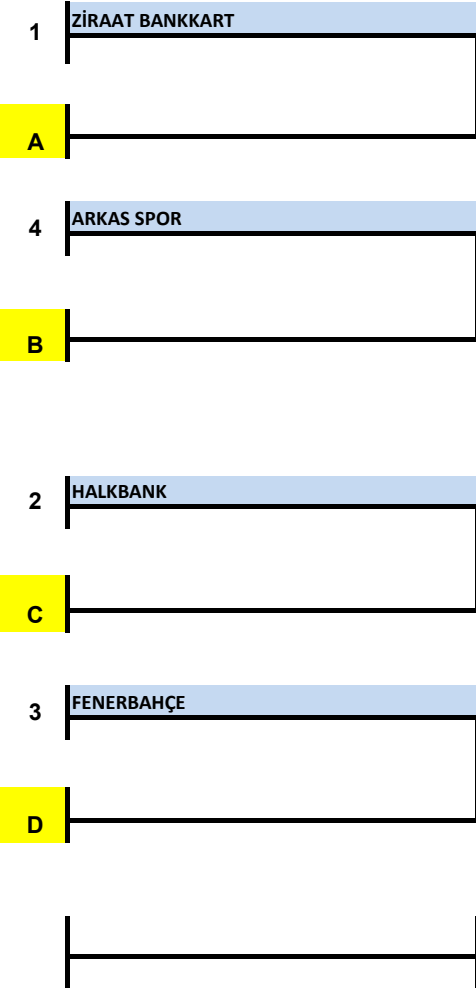 1 ZİRAAT BANKKART
A
4 ARKAS SPOR
B
2 HALKBANK
C
3 FENERBAHÇE
D